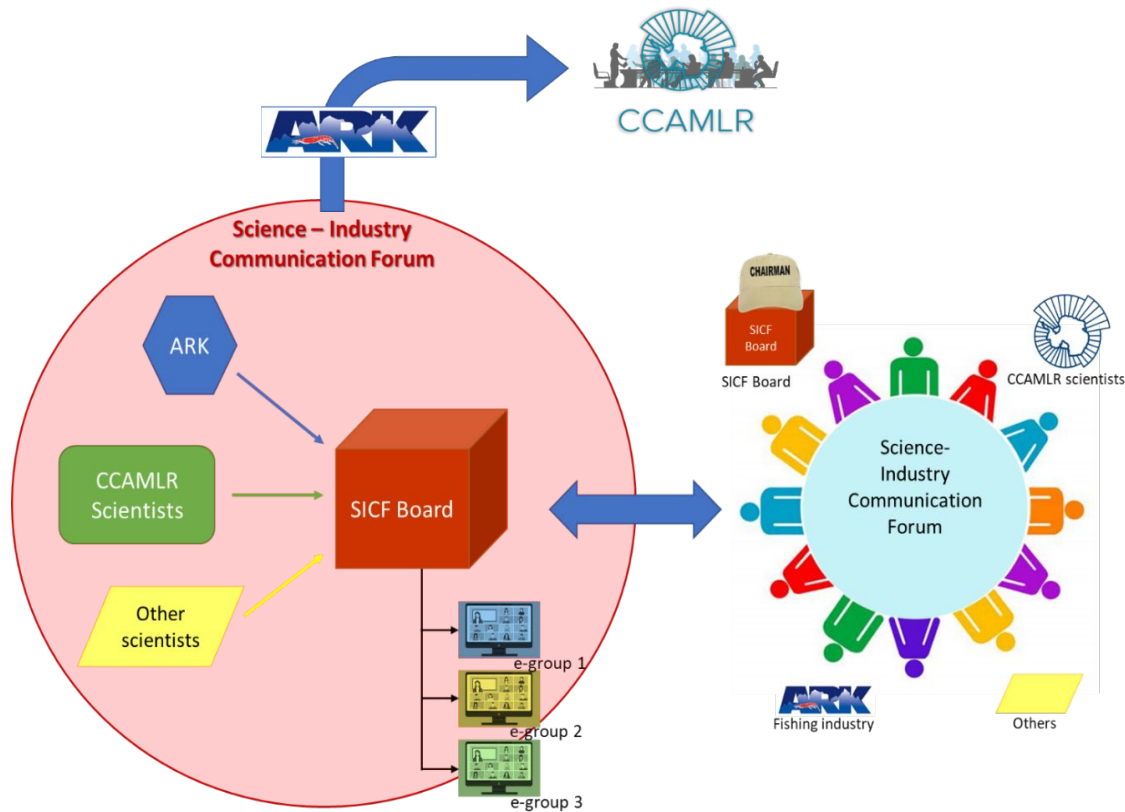 ARK
CCAMLR
Science – Industry
Communication Forum
ARK
CCAMLR
Scientists
Other
scientists
SICF Board
e-group 1
e-group 2
e-group 3
CHAIRMAN
SICF
Board
SICF Board
CCAMLR scientists
Science-
Industry
Communication
Forum
ARK
Fishing industry
Others